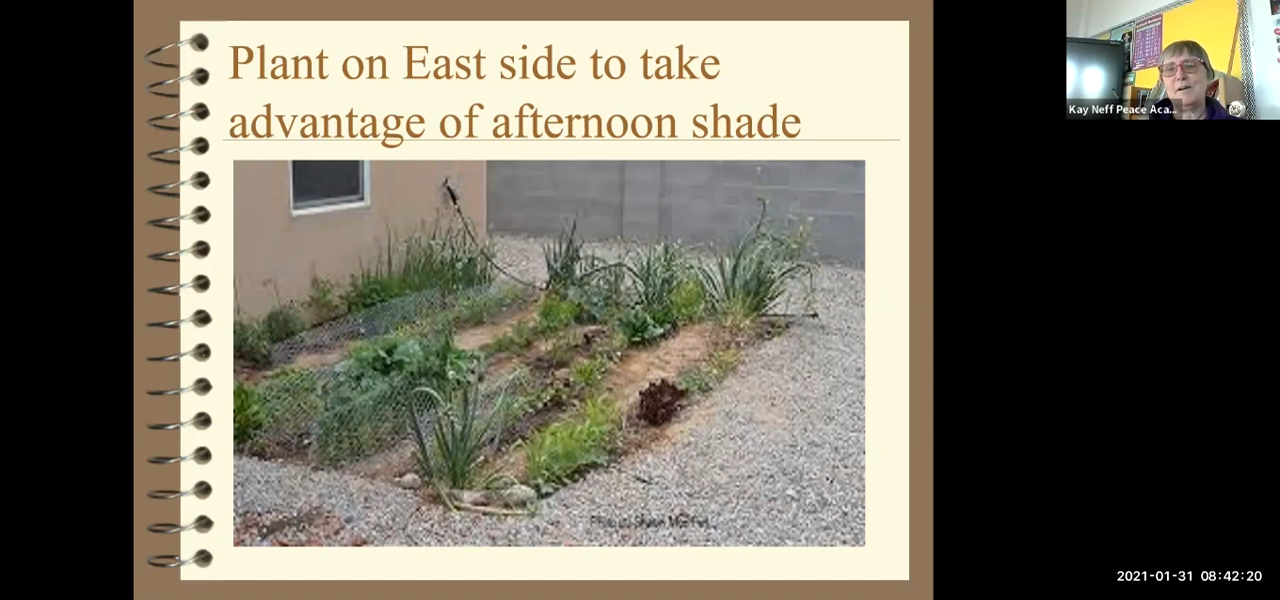 Plant on East side to take
advantage of afternoon shade
Kay Neff Peace Aca...
2021-01-31 08:42:20